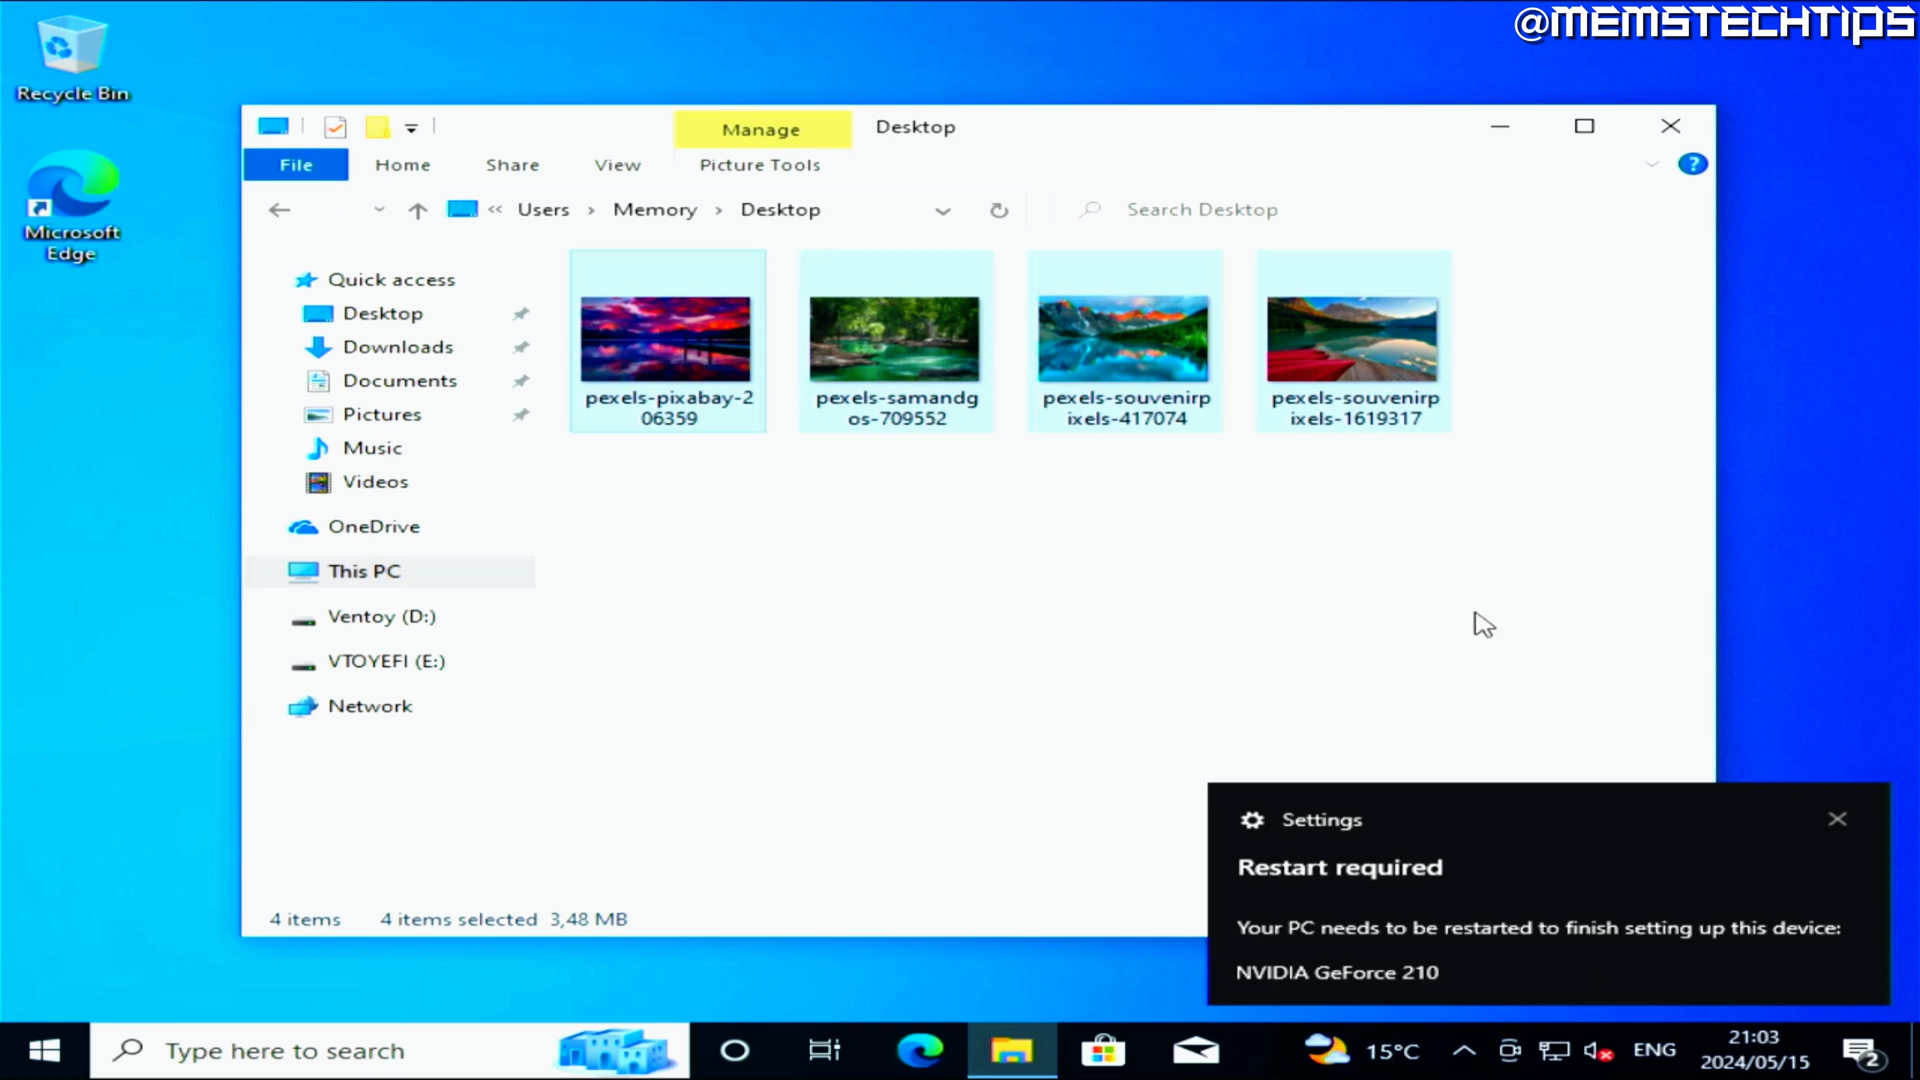 @MEMSTECHTIPS
Recycle Bin
Microsoft
Edge
Manage
Desktop
File
Home
Share
View
Picture Tools
« Users › Memory › Desktop
Search Desktop
Quick access
Desktop
Downloads
Documents
Pictures
Music
Videos
OneDrive
This PC
Ventoy (D:)
VTOYEFI (E:)
Network
pexels-pixabay-2
06359
pexels-samandg
os-709552
pexels-souvenirp
ixels-417074
pexels-souvenirp
ixels-1619317
4 items
4 items selected 3,48 MB
Settings
Restart required
Your PC needs to be restarted to finish setting up this device:
NVIDIA GeForce 210
Type here to search
15°C
ENG
21:03
2024/05/15
2